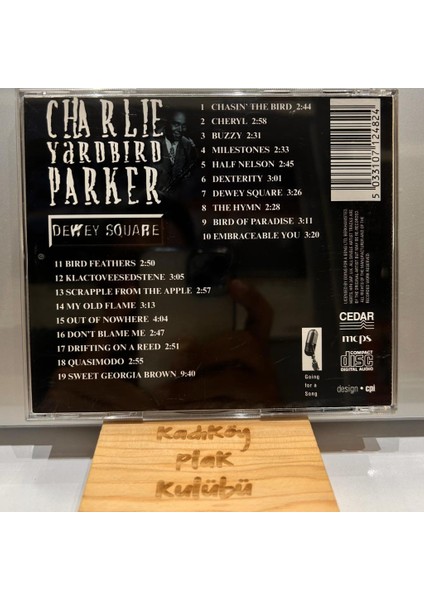 CHARLIE
YARDBIRD
PARKER
DEWEY SQUARE
1 CHASIN' THE BIRD 2:44
2 CHERYL 2:58
3 BUZZY 2:31
4 MILESTONES 2:33
5 HALF NELSON 2:45
6 DEXTERITY 3:01
7 DEWEY SQUARE 3:26
8 THE HYMN 2:28
9 BIRD OF PARADISE 3:11
10 EMBRACEABLE YOU 3:20
11 BIRD FEATHERS 2:50
12 KLACTOVEESEDSTENE 3:05
13 SCRAPPLE FROM THE APPLE 2:57
14 MY OLD FLAME 3:13
15 OUT OF NOWHERE 4:04
16 DON'T BLAME ME 2:47
17 DRIFTING ON A REED 2:51
18 QUASIMODO 2:55
19 SWEET GEORGIA BROWN 9:40
5 033107 124824
CEDAR
mcps
COMPACT
disc
DIGITAL AUDIO
Going
for a
Song
design • cpi
Kadıköy
Plak
Kulübü